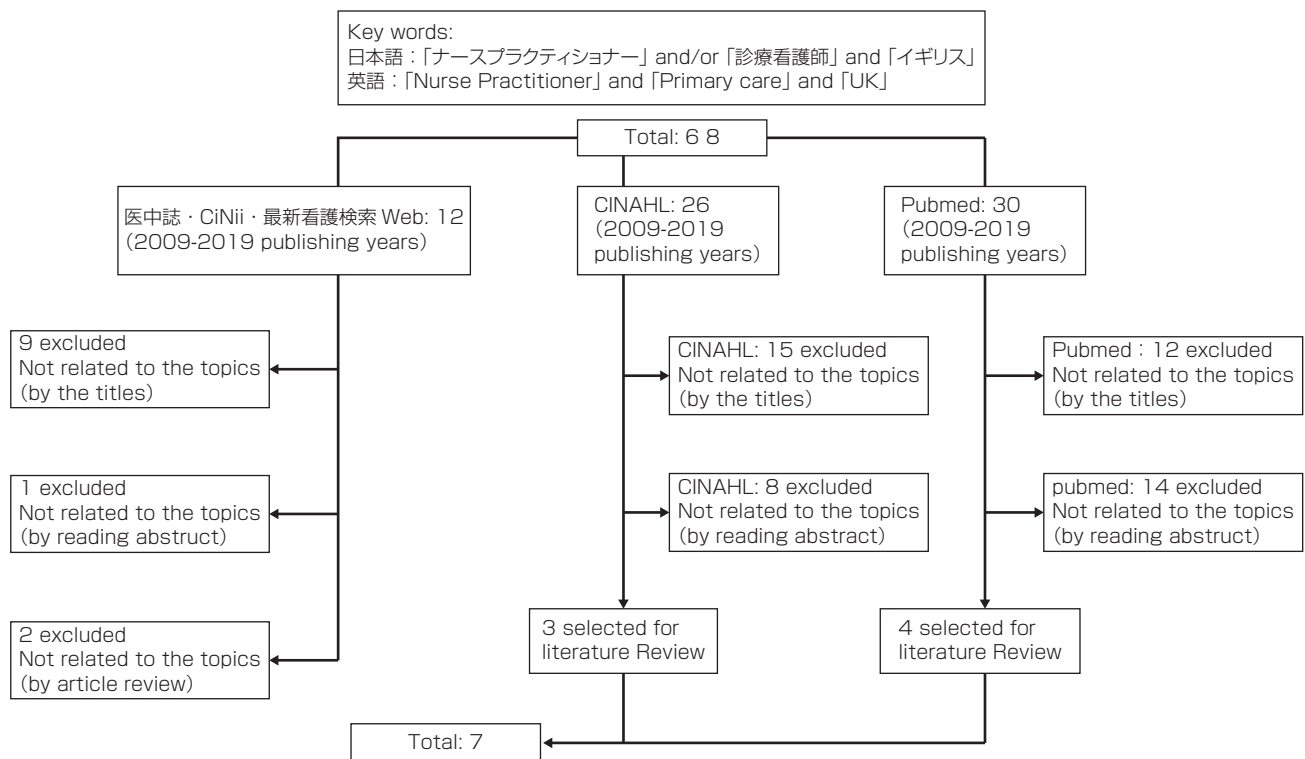 Key words:
日本語：「ナースプラクティショナー」 and/or 「診療看護師」 and 「イギリス」
英語：「Nurse Practitioner」 and 「Primary care」 and 「UK」
Total: 6 8
医中誌・CiNii・最新看護検索 Web: 12
（2009-2019 publishing years）
CINAHL: 26
（2009-2019
publishing years）
Pubmed: 30
（2009-2019
publishing years）
9 excluded
Not related to the topics
（by the titles）
CINAHL: 15 excluded
Not related to the topics
（by the titles）
Pubmed：12 excluded
Not related to the topics
（by the titles）
1 excluded
Not related to the topics
（by reading abstruct）
CINAHL: 8 excluded
Not related to the topics
（by reading abstract）
pubmed: 14 excluded
Not related to the topics
（by reading abstruct）
2 excluded
Not related to the topics
（by article review）
3 selected for
literature Review
4 selected for
literature Review
Total: 7